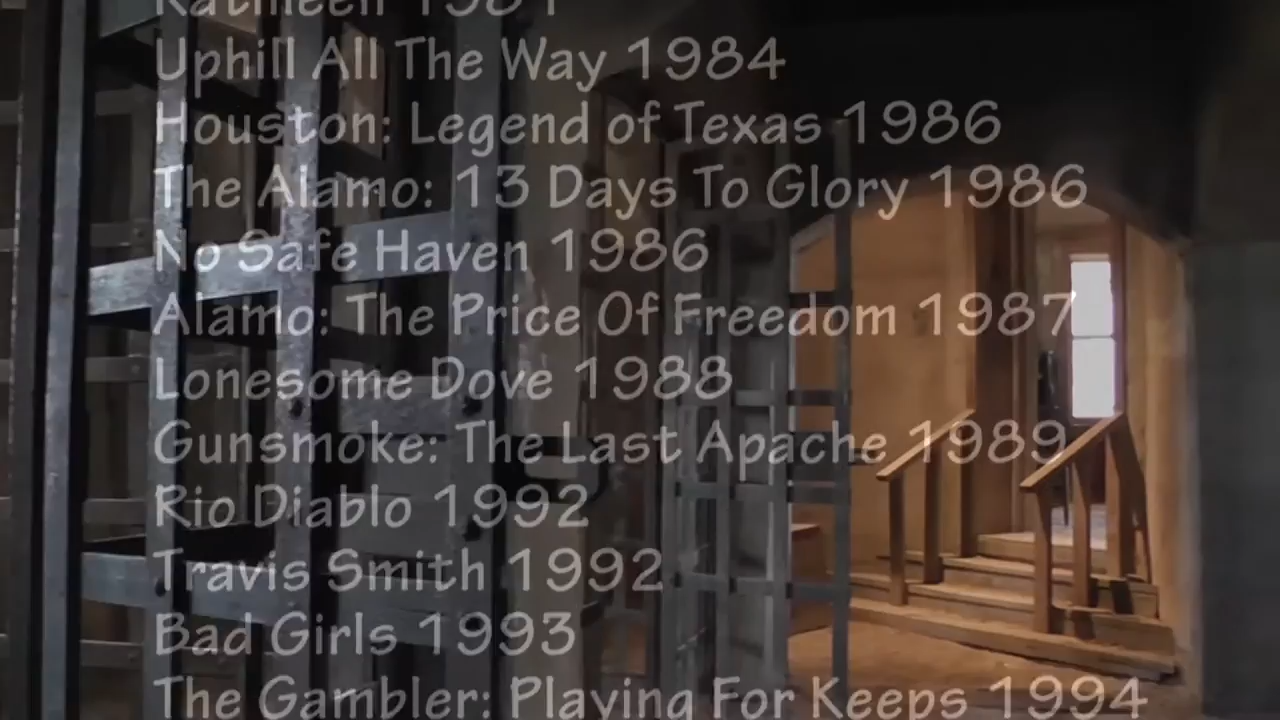 Kathleen 1981
Uphill All The Way 1984
Houston: Legend of Texas 1986
The Alamo: 13 Days To Glory 1986
No Safe Haven 1986
Alamo: The Price Of Freedom 1987
Lonesome Dove 1988
Gunsmoke: The Last Apache 1989
Rio Diablo 1992
Travis Smith 1992
Bad Girls 1993
The Gambler: Playing For Keeps 1994